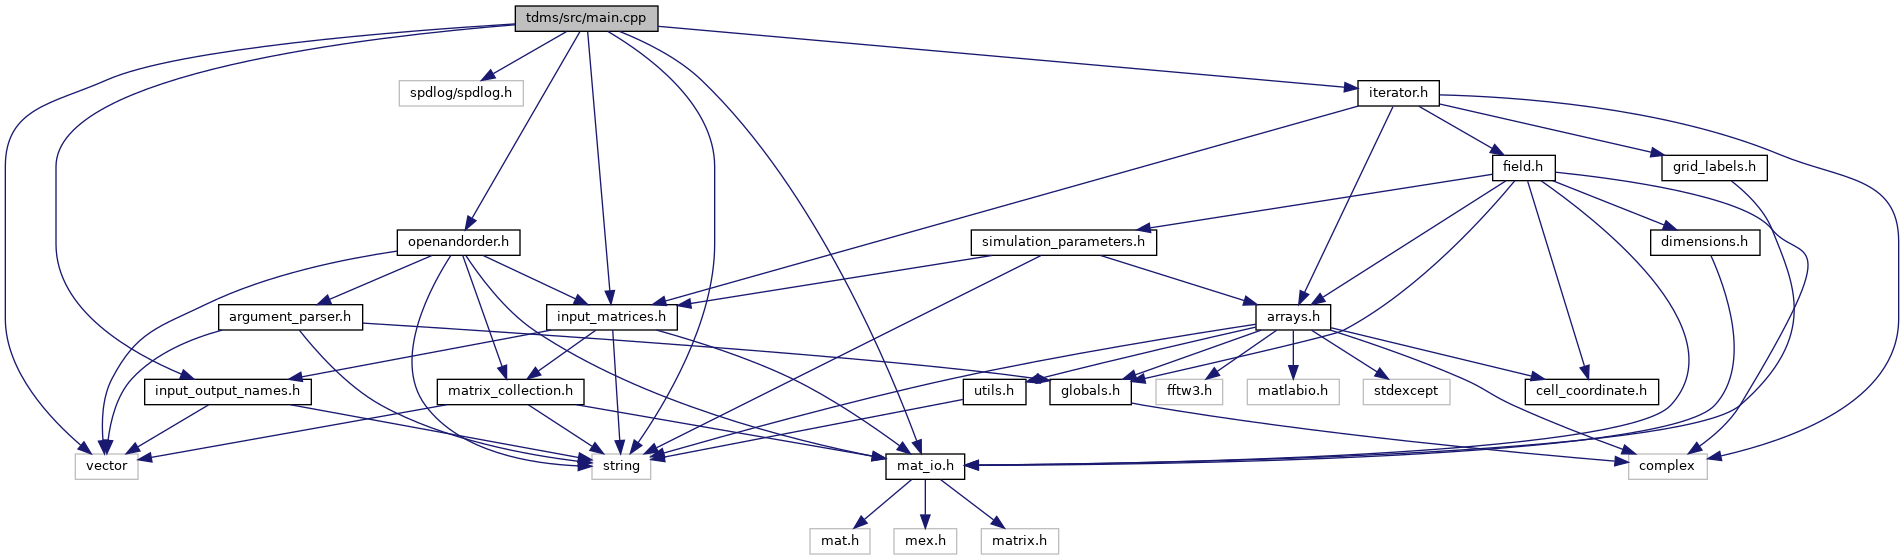 tdms/src/main.cpp
spdlog/spdlog.h
iterator.h
field.h
grid_labels.h
openandorder.h
simulation_parameters.h
dimensions.h
argument_parser.h
input_matrices.h
arrays.h
input_output_names.h
matrix_collection.h
utils.h
globals.h
fftw3.h
matlabio.h
stdexcept
cell_coordinate.h
vector
string
mat_io.h
complex
mat.h
mex.h
matrix.h